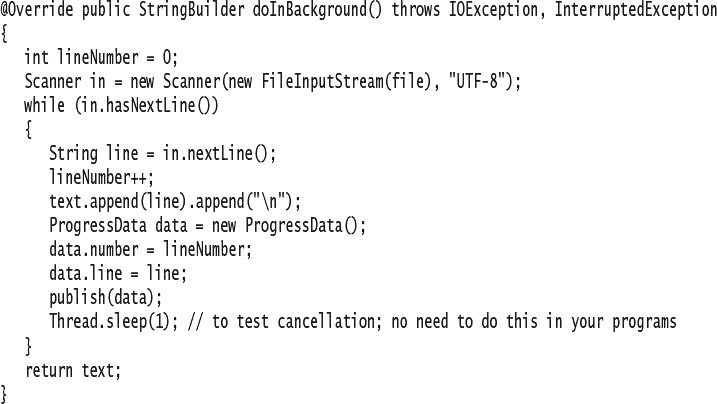 @Override public StringBuilder doInBackground() throws IOException, InterruptedException
{
   int lineNumber = 0;
   Scanner in = new Scanner(new FileInputStream(file), "UTF-8");
   while (in.hasNextLine())
   {
      String line = in.nextLine();
      lineNumber++;
      text.append(line).append("\n");
      ProgressData data = new ProgressData();
      data.number = lineNumber;
      data.line = line;
      publish(data);
      Thread.sleep(1); // to test cancellation; no need to do this in your programs
   }
   return text;
}